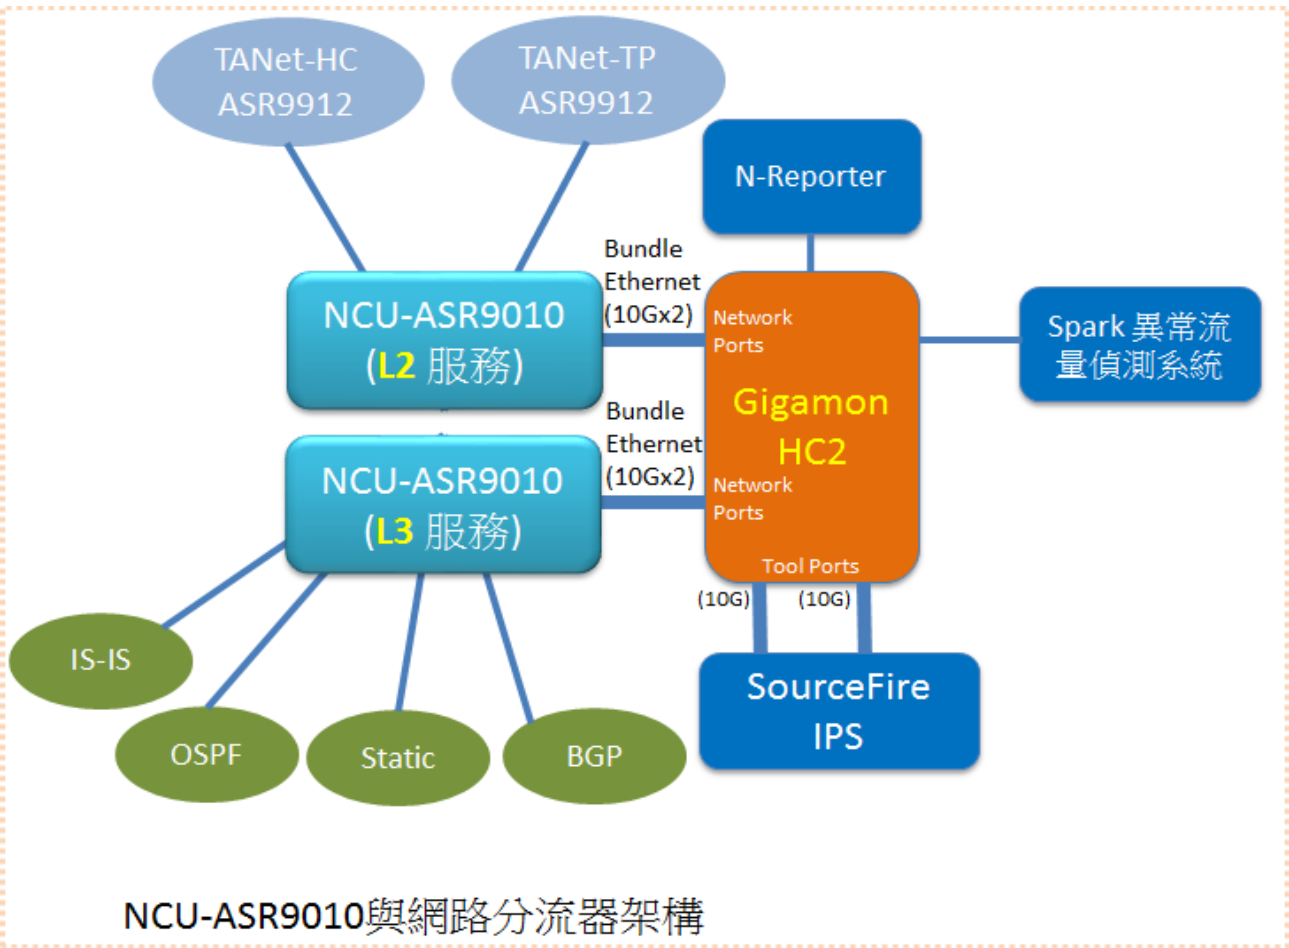 TANet-HC
ASR9912
TANet-TP
ASR9912
N-Reporter
Bundle
Ethernet
(10Gx2)
NCU-ASR9010
(L2 服務)
Network
Ports
Spark 異常流
量偵測系統
Gigamon
HC2
Bundle
Ethernet
(10Gx2)
NCU-ASR9010
(L3 服務)
Network
Ports
Tool Ports
(10G)
(10G)
IS-IS
OSPF
Static
BGP
SourceFire
IPS
NCU-ASR9010與網路分流器架構